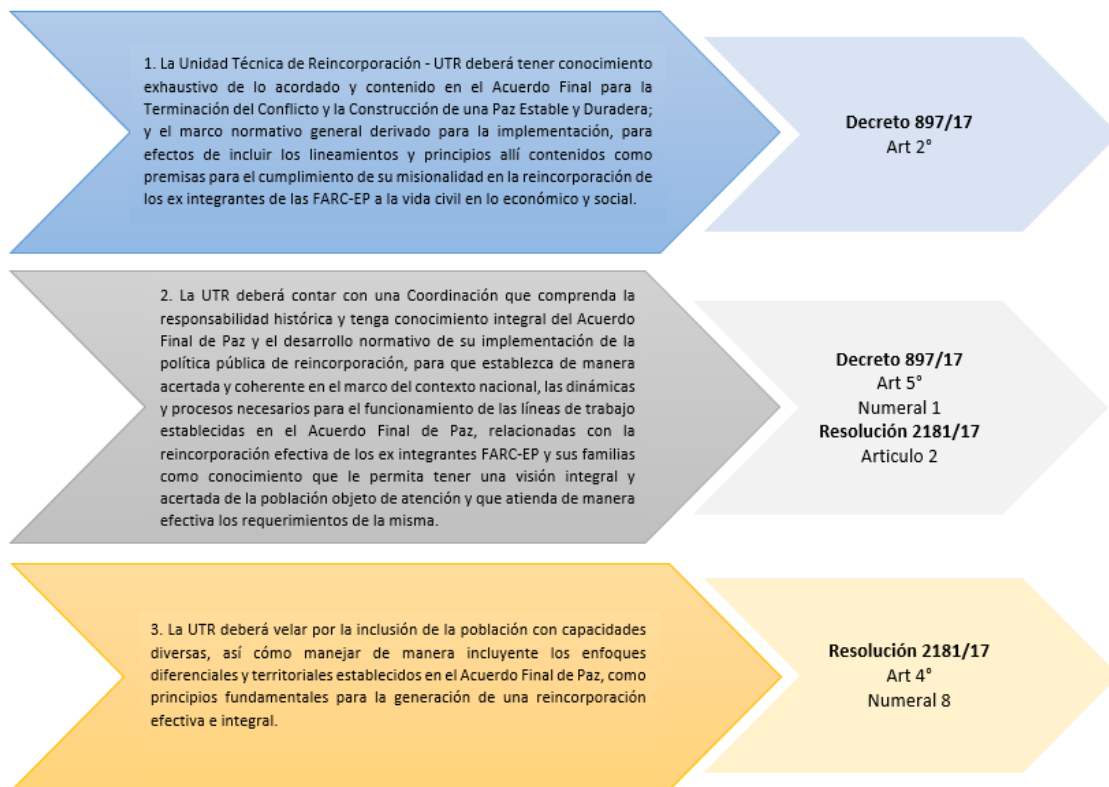 1. La Unidad Técnica de Reincorporación - UTR deberá tener conocimiento
exhaustivo de lo acordado y contenido en el Acuerdo Final para la
Terminación del Conflicto y la Construcción de una Paz Estable y Duradera;
y el marco normativo general derivado para la implementación, para
efectos de incluir los lineamientos y principios allí contenidos como
premisas para el cumplimiento de su misionalidad en la reincorporación de
los ex integrantes de las FARC-EP a la vida civil en lo económico y social.
Decreto 897/17
Art 2°
2. La UTR deberá contar con una Coordinación que comprenda la
responsabilidad histórica y tenga conocimiento integral del Acuerdo
Final de Paz y el desarrollo normativo de su implementación de la
política pública de reincorporación, para que establezca de manera
acertada y coherente en el marco del contexto nacional, las dinámicas
y procesos necesarios para el funcionamiento de las líneas de trabajo
establecidas en el Acuerdo Final de Paz, relacionadas con la
reincorporación efectiva de los ex integrantes FARC-EP y sus familias
como conocimiento que le permita tener una visión integral y
acertada de la población objeto de atención y que atienda de manera
efectiva los requerimientos de la misma.
Decreto 897/17
Art 5°
Numeral 1
Resolución 2181/17
Articulo 2
3. La UTR deberá velar por la inclusión de la población con capacidades
diversas, así cómo manejar de manera incluyente los enfoques
diferenciales y territoriales establecidos en el Acuerdo Final de Paz, como
principios fundamentales para la generación de una reincorporación
efectiva e integral.
Resolución 2181/17
Art 4°
Numeral 8